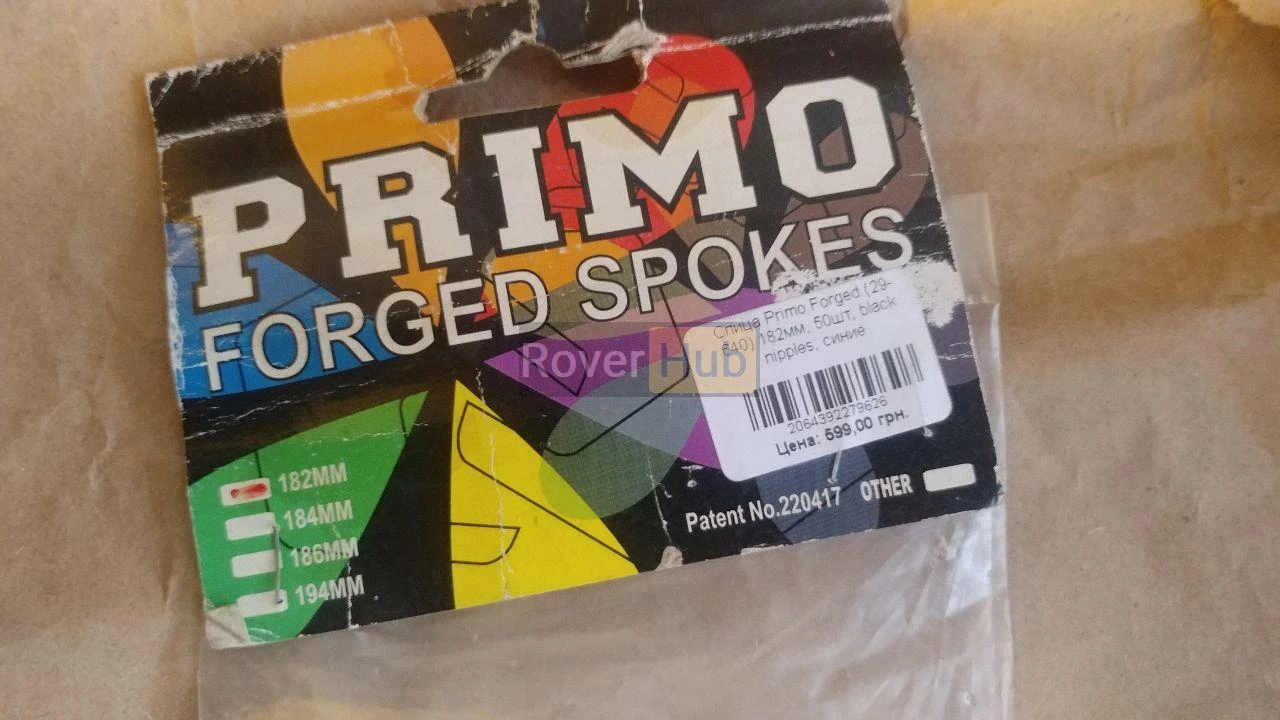 PRIMO
FORGED SPOKES
Спица Primo Forged (29-
640) 182мм, 50шт, black
nipples, синие
2064392279626
Цена: 599,00 грн.
Rover Hub
182MM
184MM
186MM
194MM
Patent No.220417 OTHER